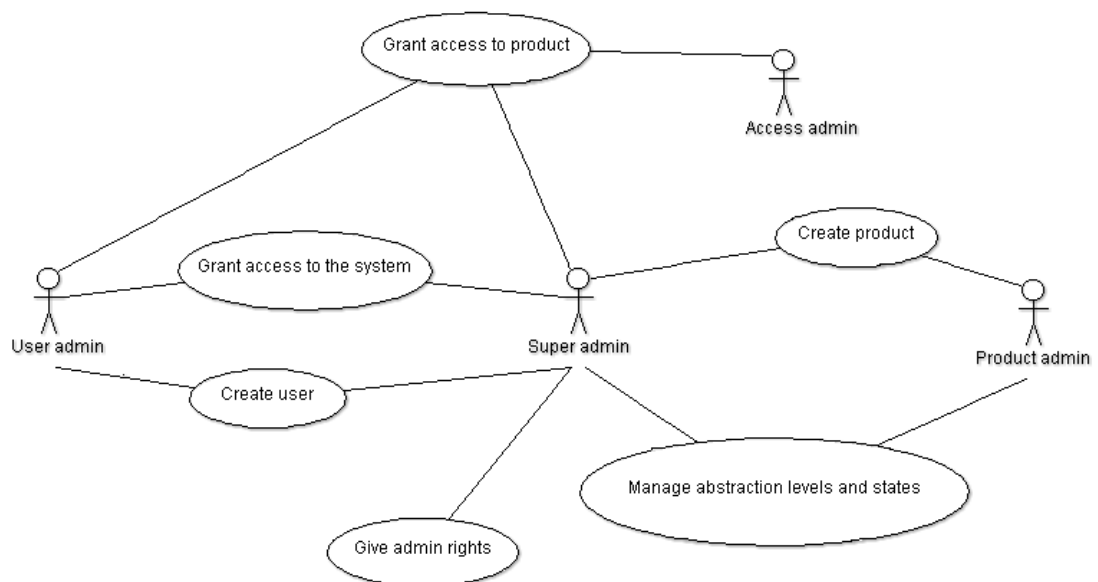 Grant access to product
Access admin
Create product
Grant access to the system
User admin
Super admin
Product admin
Create user
Manage abstraction levels and states
Give admin rights